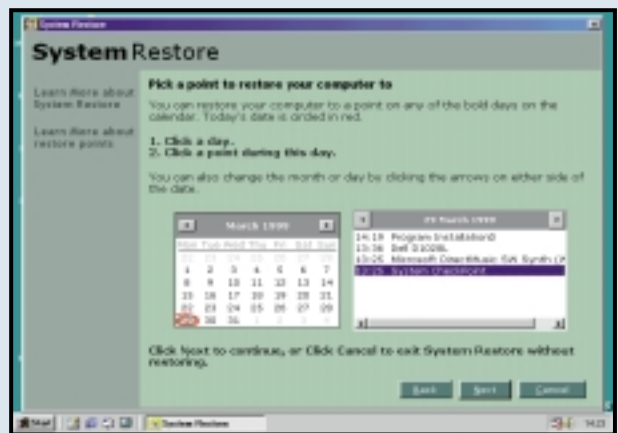 System Restore
System Restore
Learn More about
System Restore
Learn More about
restore points
Pick a point to restore your computer to
You can restore your computer to a point on any of the bold days on the
calendar. Today's date is circled in red.
1. Click a day.
2. Click a point during this day.
You can also change the month or day by clicking the arrows on either side of
the date.
March 1999
Mon Tue Wed Thu Fri Sat Sun
1 2 3 4 5 6 7
8 9 10 11 12 13 14
15 16 17 18 19 20 21
22 23 24 25 26 27 28
29 30 31 1 2 3 4
29 March 1999
14:19 Program Installation
13:36 Dell D1028L
13:25 Microsoft DirectMusic SW Synth
13:25 System CheckPoint
Click Next to continue, or Click Cancel to exit System Restore without
restoring.
Back Next Cancel
Start System Restore 14:23